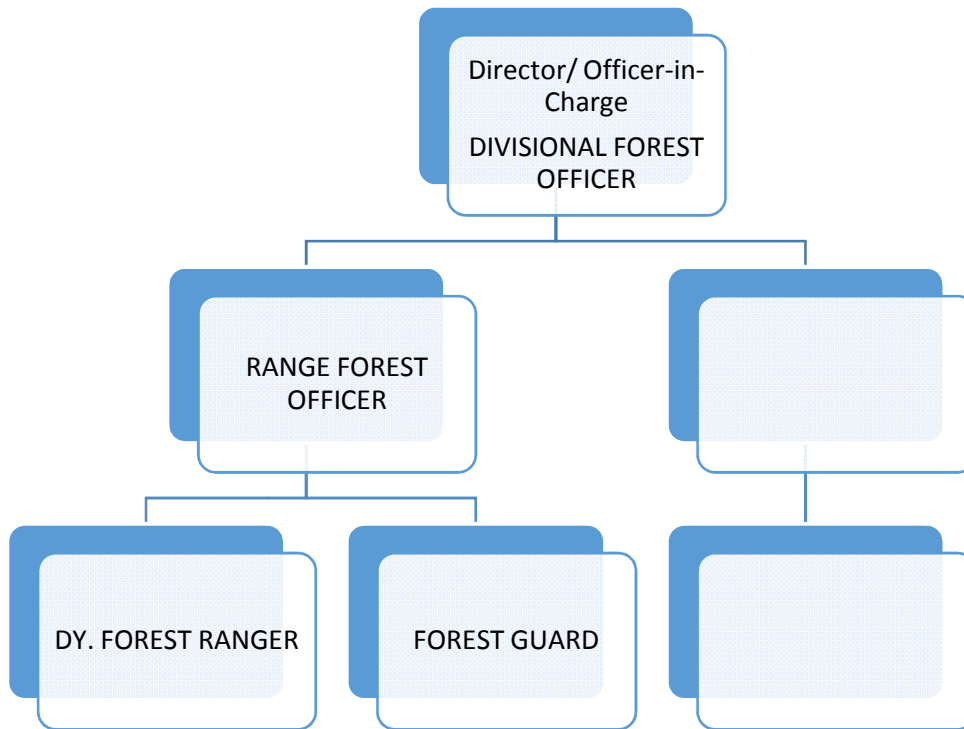 Director/ Officer-in-
Charge
DIVISIONAL FOREST
OFFICER
RANGE FOREST
OFFICER
DY. FOREST RANGER
FOREST GUARD